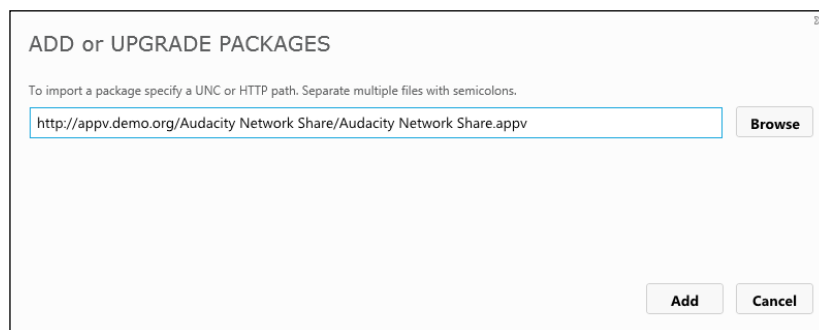 ADD or UPGRADE PACKAGES
To import a package specify a UNC or HTTP path. Separate multiple files with semicolons.
http://appv.demo.org/Audacity Network Share/Audacity Network Share.appv
Browse
Add
Cancel